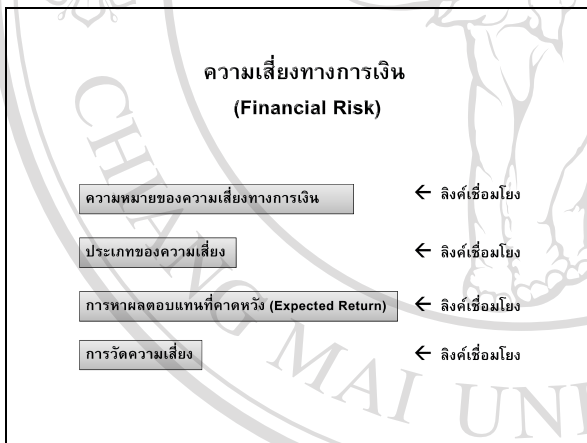 ความเสี่ยงทางการเงิน
(Financial Risk)
ความหมายของความเสี่ยงทางการเงิน ← ลิงค์เชื่อมโยง
ประเภทของความเสี่ยง ← ลิงค์เชื่อมโยง
การหาผลตอบแทนที่คาดหวัง (Expected Return) ← ลิงค์เชื่อมโยง
การวัดความเสี่ยง ← ลิงค์เชื่อมโยง
CHIANG MAI UNI